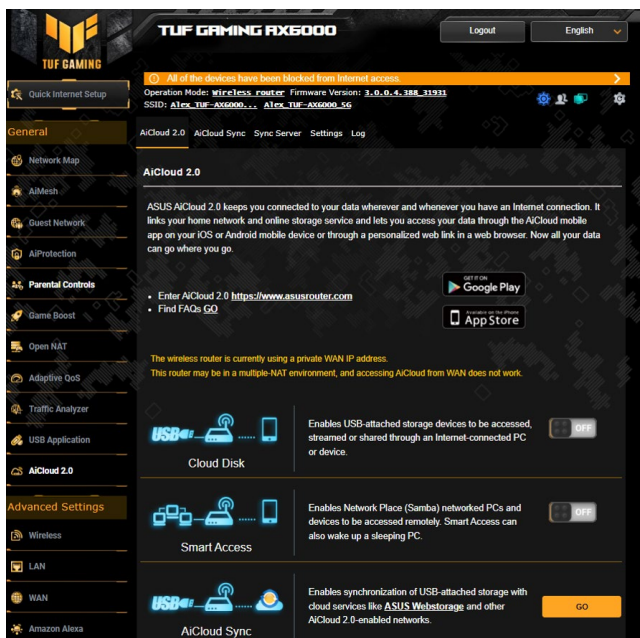 TUF GAMING AX6000
Logout
English
TUF GAMING
All of the devices have been blocked from Internet access.
Quick Internet Setup
Operation Mode: Wireless router Firmware Version: 3.0.0.4.388_31931
SSID: Alex_TUF-AX6000... Alex_TUF-AX6000_5G
General
AiCloud 2.0 AiCloud Sync Sync Server Settings Log
Network Map
AiMesh
Guest Network
AiProtection
Parental Controls
Game Boost
Open NAT
Adaptive QoS
Traffic Analyzer
USB Application
AiCloud 2.0
Advanced Settings
Wireless
LAN
WAN
Amazon Alexa
AiCloud 2.0
ASUS AiCloud 2.0 keeps you connected to your data wherever and whenever you have an Internet connection. It
links your home network and online storage service and lets you access your data through the AiCloud mobile
app on your iOS or Android mobile device or through a personalized web link in a web browser. Now all your data
can go where you go.
• Enter AiCloud 2.0 https://www.asusrouter.com
• Find FAQs GO
GET IT ON
Google Play
Available on the iPhone
App Store
The wireless router is currently using a private WAN IP address.
This router may be in a multiple-NAT environment, and accessing AiCloud from WAN does not work.
USB
Cloud Disk
Enables USB-attached storage devices to be accessed,
streamed or shared through an Internet-connected PC
or device.
OFF
Smart Access
Enables Network Place (Samba) networked PCs and
devices to be accessed remotely. Smart Access can
also wake up a sleeping PC.
OFF
USB
AiCloud Sync
Enables synchronization of USB-attached storage with
cloud services like ASUS Webstorage and other
AiCloud 2.0-enabled networks.
GO